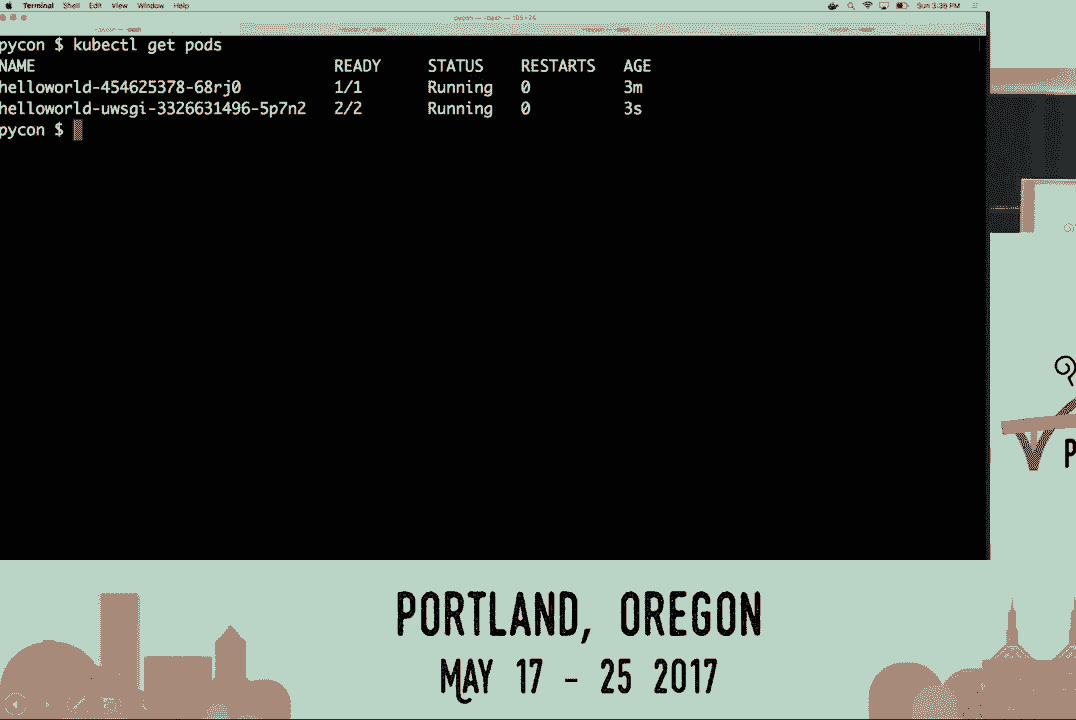 Terminal Shell Edit View Window Help Sun 3:36 PM
pycon $ kubectl get pods
NAME READY STATUS RESTARTS AGE
helloworld-454625378-68rj0 1/1 Running 0 3m
helloworld-uwsgi-3326631496-5p7n2 2/2 Running 0 3s
pycon $
P
PORTLAND, OREGON
MAY 17 - 25 2017